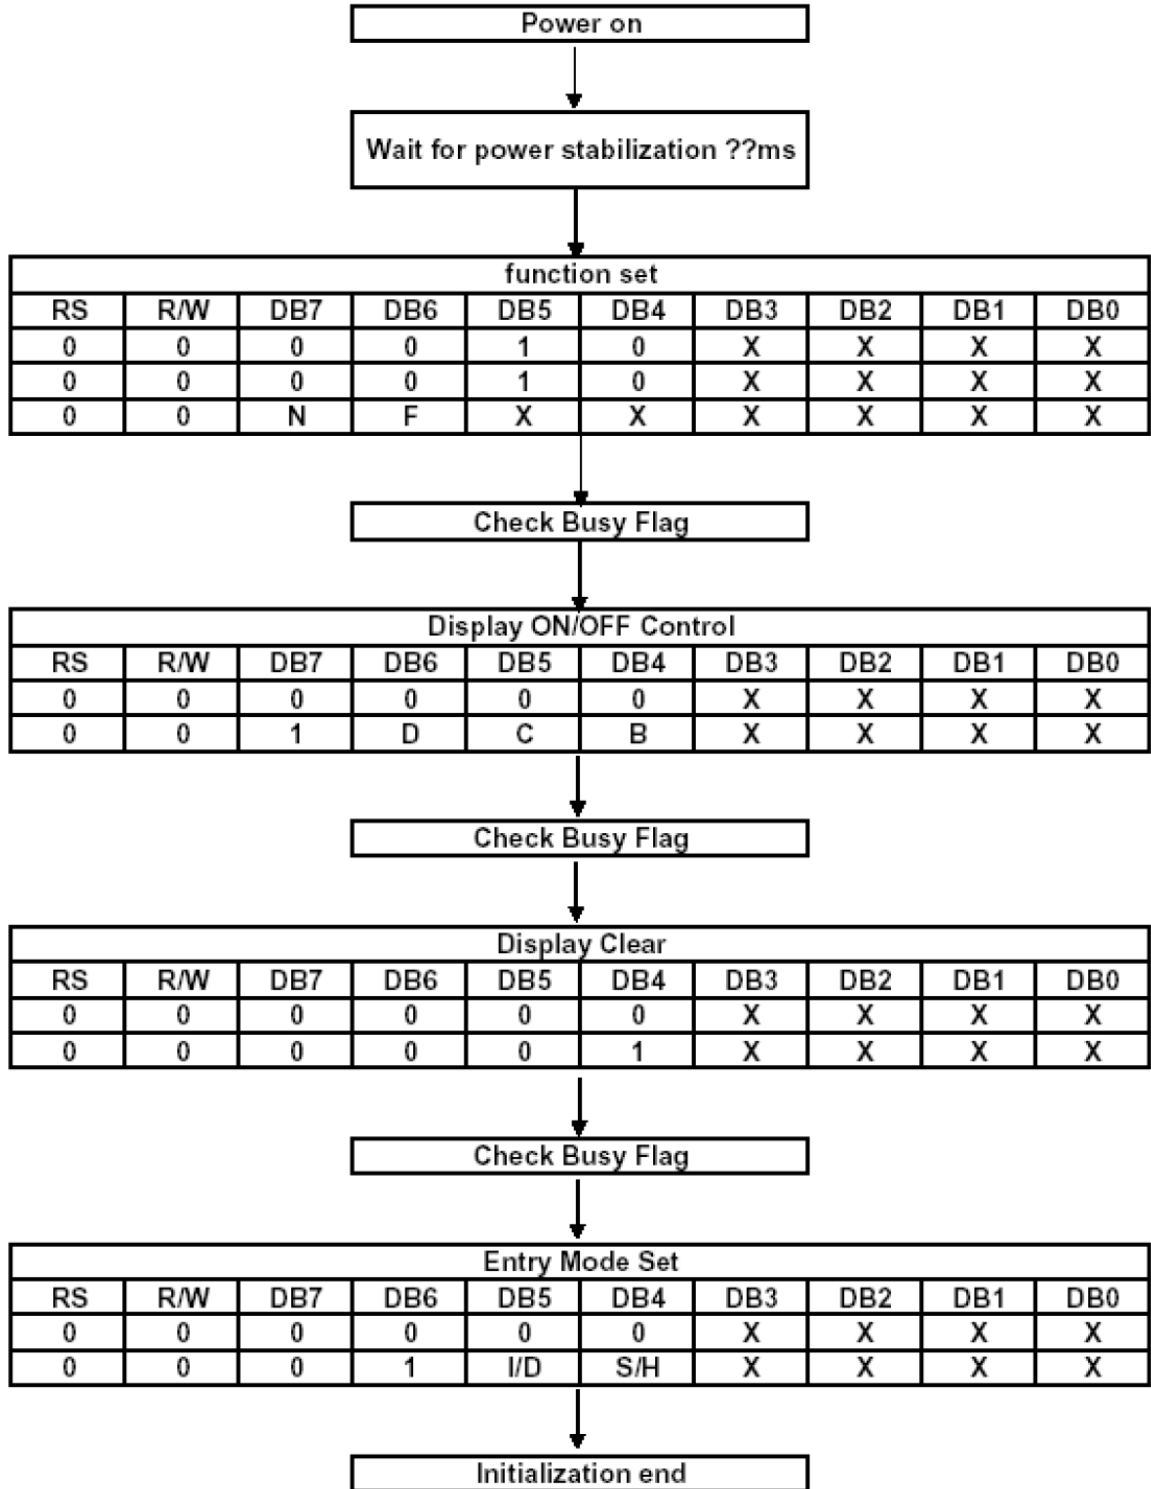 Power on
Wait for power stabilization ??ms
function set
RS R/W DB7 DB6 DB5 DB4 DB3 DB2 DB1 DB0
0 0 0 0 1 0 X X X X
0 0 0 0 1 0 X X X X
0 0 N F X X X X X X
Check Busy Flag
Display ON/OFF Control
RS R/W DB7 DB6 DB5 DB4 DB3 DB2 DB1 DB0
0 0 0 0 0 0 X X X X
0 0 1 D C B X X X X
Check Busy Flag
Display Clear
RS R/W DB7 DB6 DB5 DB4 DB3 DB2 DB1 DB0
0 0 0 0 0 0 X X X X
0 0 0 0 0 1 X X X X
Check Busy Flag
Entry Mode Set
RS R/W DB7 DB6 DB5 DB4 DB3 DB2 DB1 DB0
0 0 0 0 0 0 X X X X
0 0 0 1 I/D S/H X X X X
Initialization end